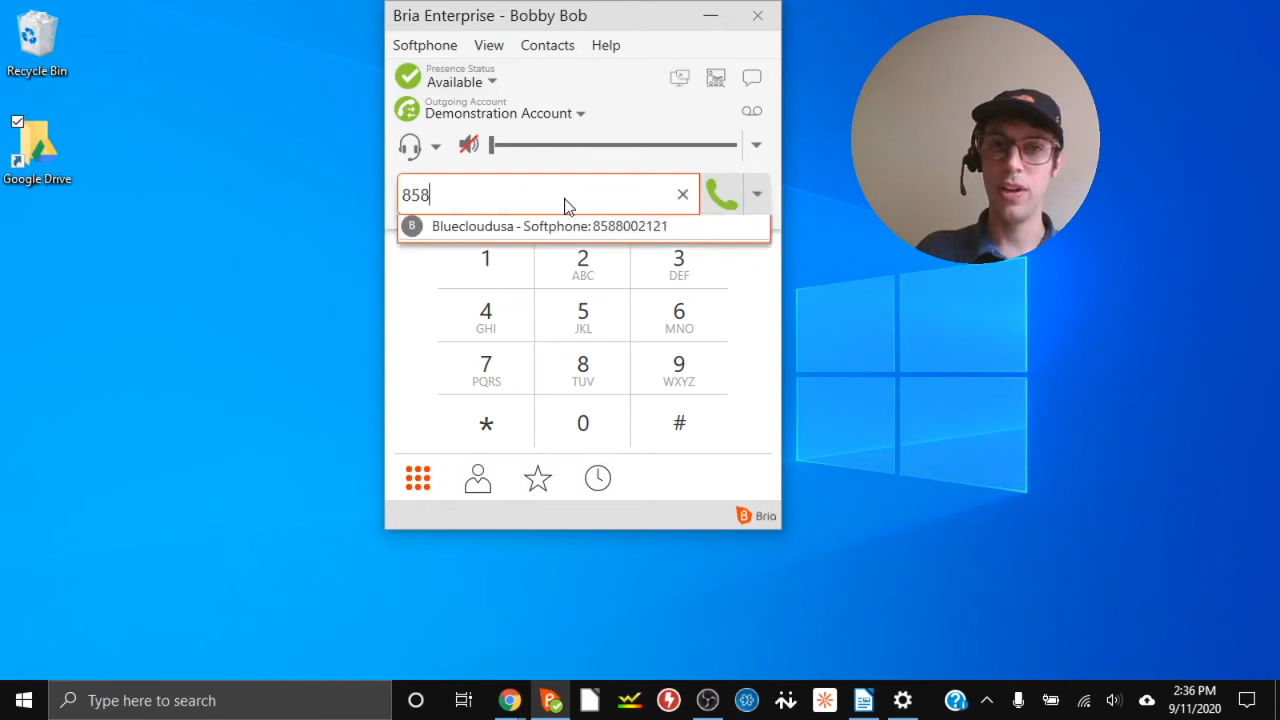 Recycle Bin
Google Drive
Bria Enterprise - Bobby Bob
Softphone View Contacts Help
Presence Status
Available
Outgoing Account
Demonstration Account
858
B Bluecloudusa - Softphone: 8588002121
1 2 3
ABC DEF
4 5 6
GHI JKL MNO
7 8 9
PQRS TUV WXYZ
* 0 #
B Bria
Type here to search
2:36 PM
9/11/2020